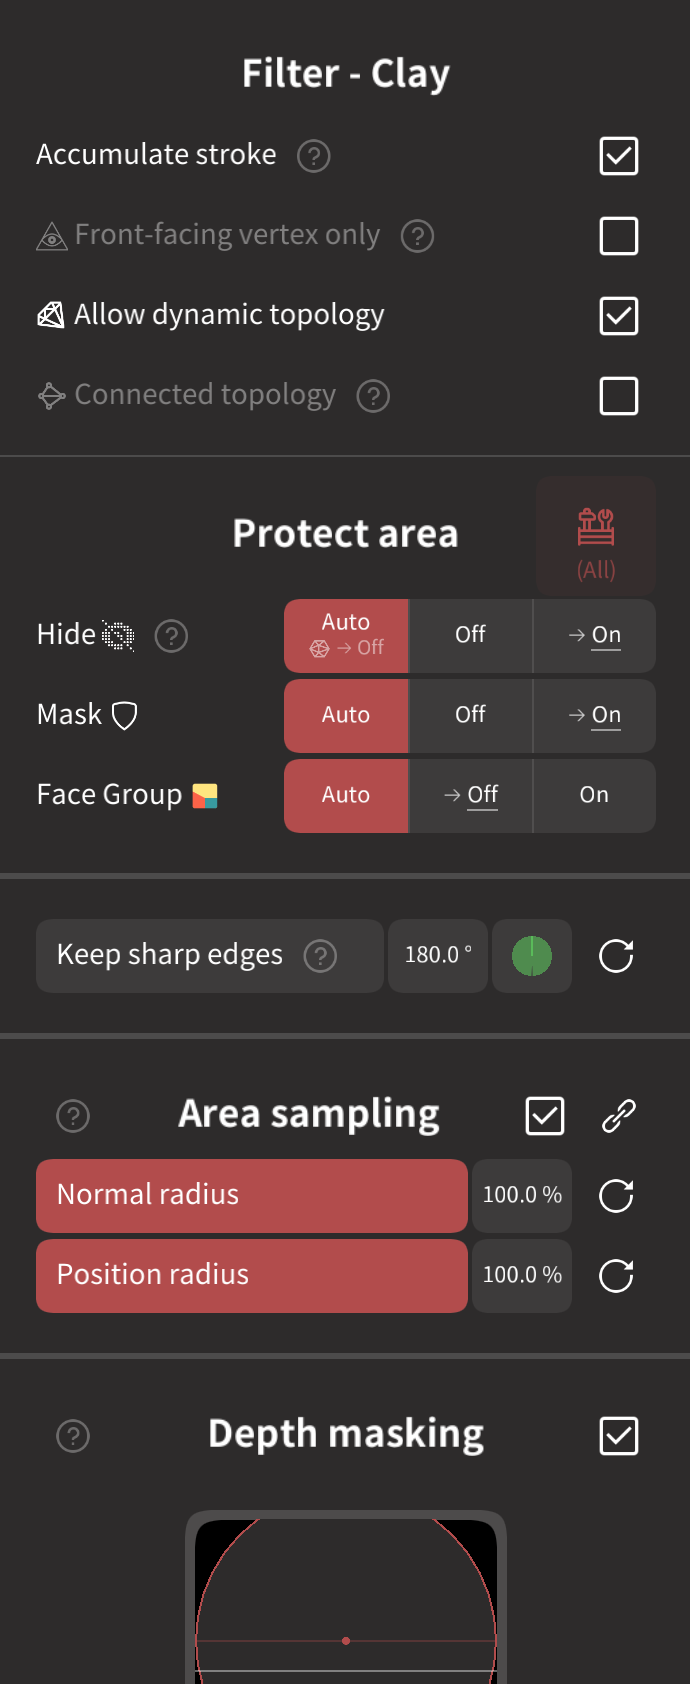 Filter - Clay
Accumulate stroke ?
Front-facing vertex only ?
Allow dynamic topology
Connected topology ?
Protect area
(All)
Hide ? Auto → Off Off → On
Mask Auto Off → On
Face Group Auto → Off On
Keep sharp edges ? 180.0 °
? Area sampling
Normal radius 100.0 %
Position radius 100.0 %
? Depth masking